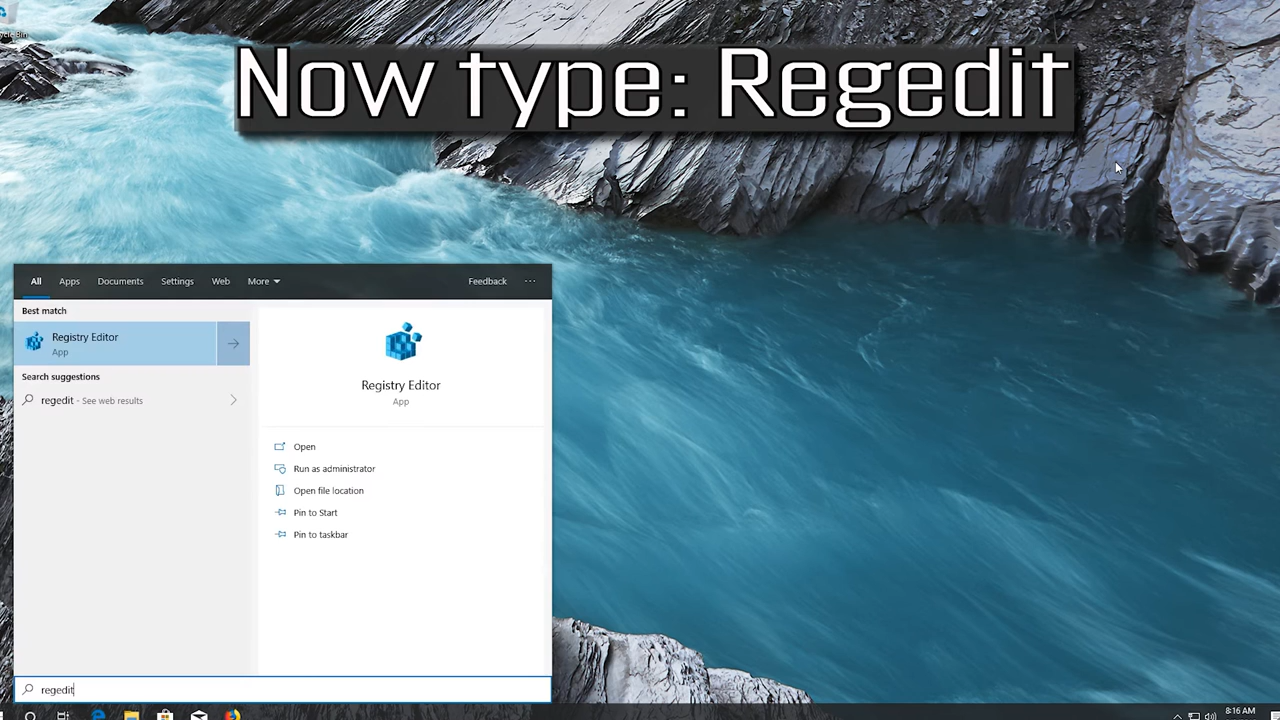 Now type: Regedit
All Apps Documents Settings Web More Feedback ...
Best match
Registry Editor
App
Search suggestions
regedit - See web results
Registry Editor
App
Open
Run as administrator
Open file location
Pin to Start
Pin to taskbar
regedit
8:16 AM